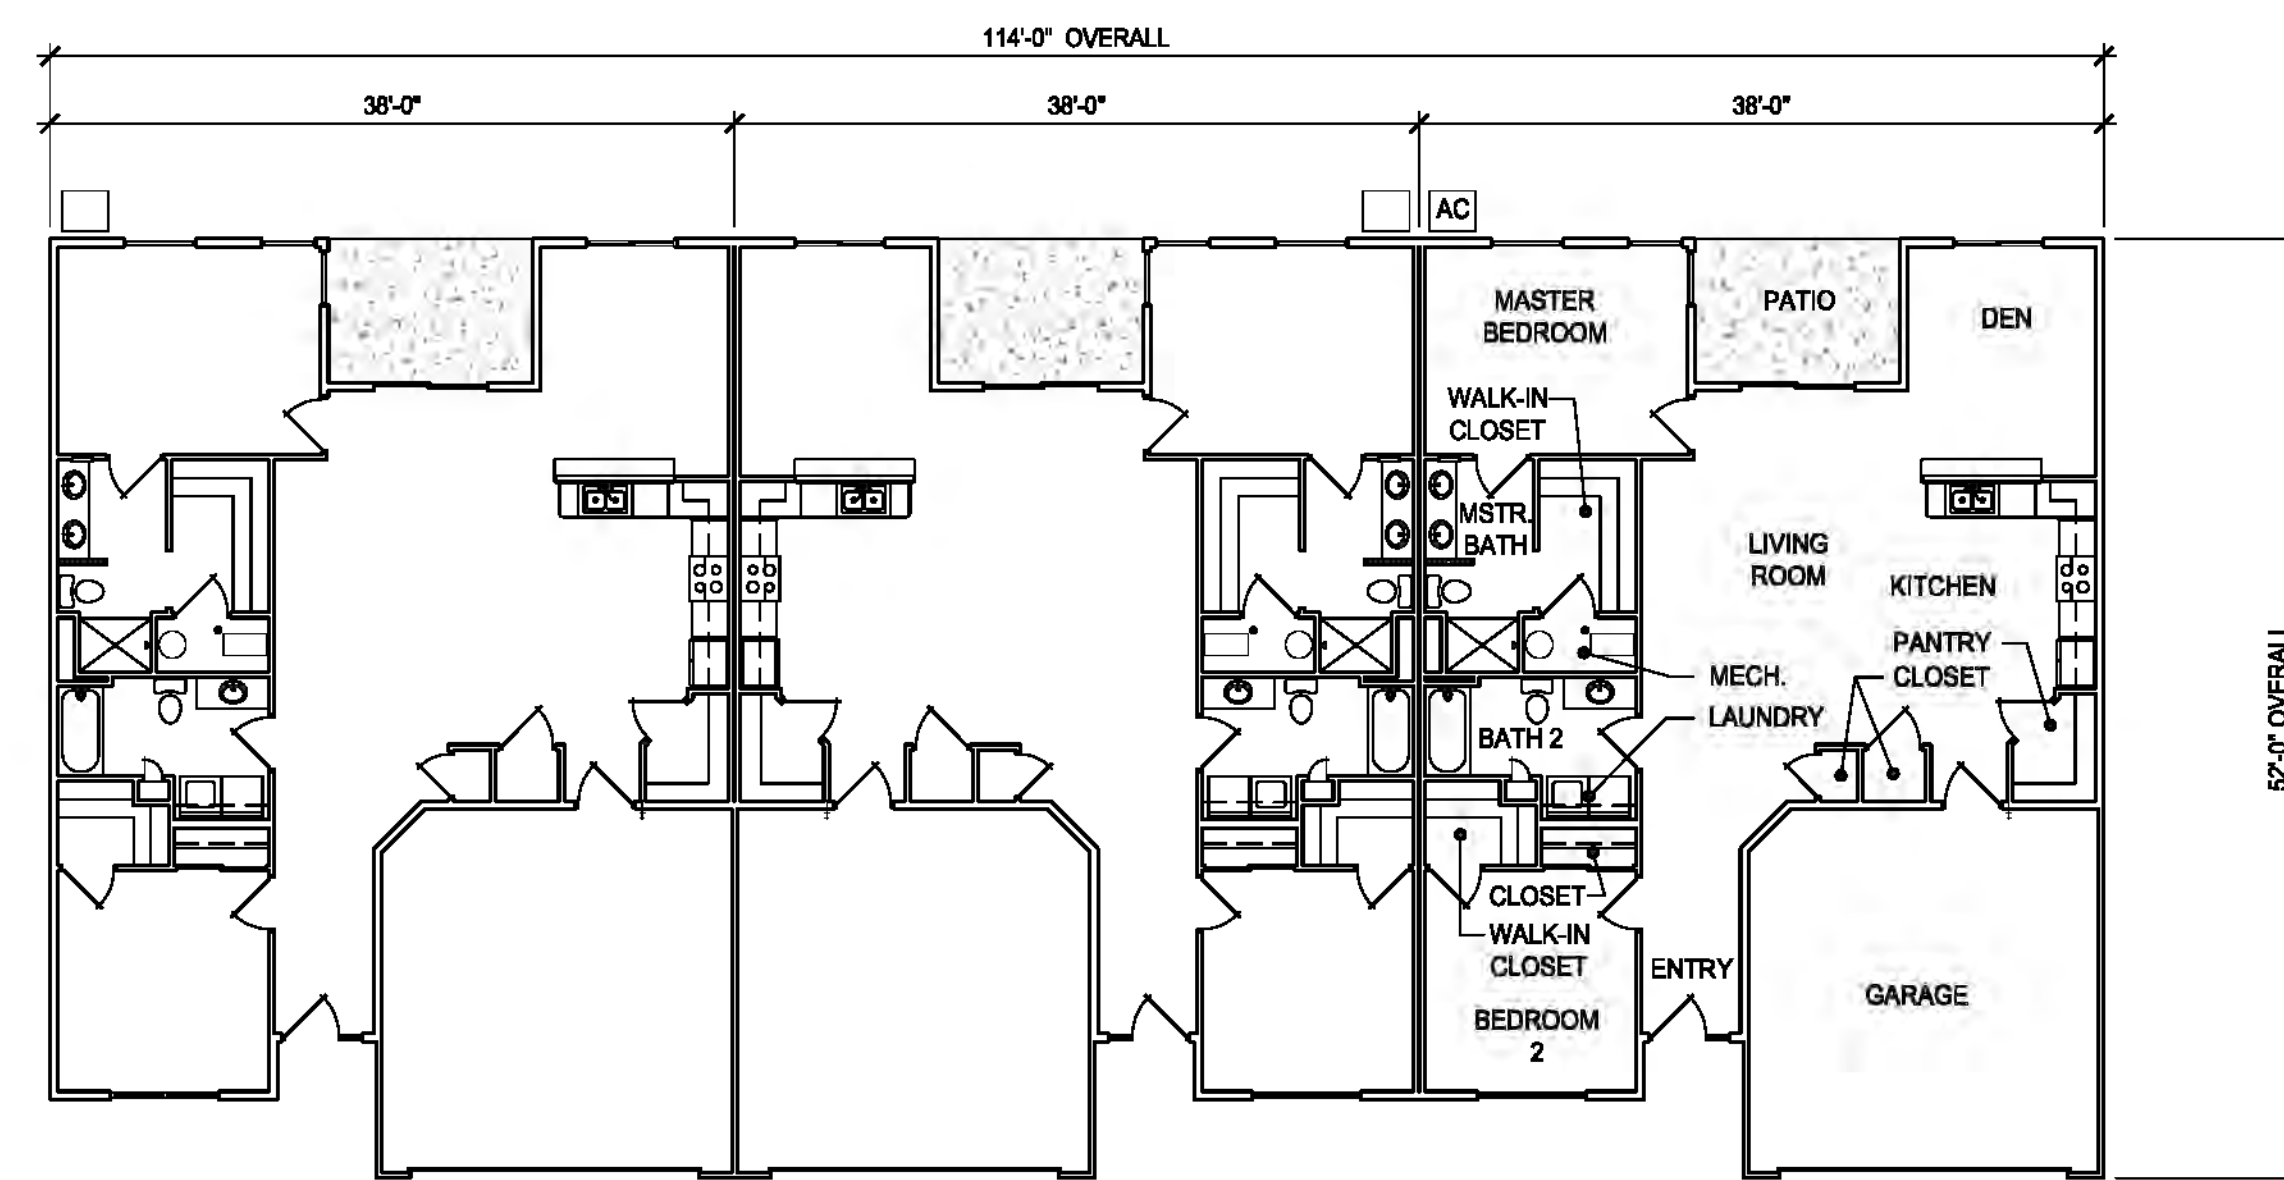 114'-0" OVERALL
38'-0"
38'-0"
38'-0"
AC
MASTER
BEDROOM
PATIO
DEN
WALK-IN
CLOSET
MSTR.
BATH
LIVING
ROOM
KITCHEN
PANTRY
CLOSET
MECH.
LAUNDRY
BATH 2
CLOSET
WALK-IN
CLOSET
ENTRY
GARAGE
BEDROOM
2
52'-0" OVERALL